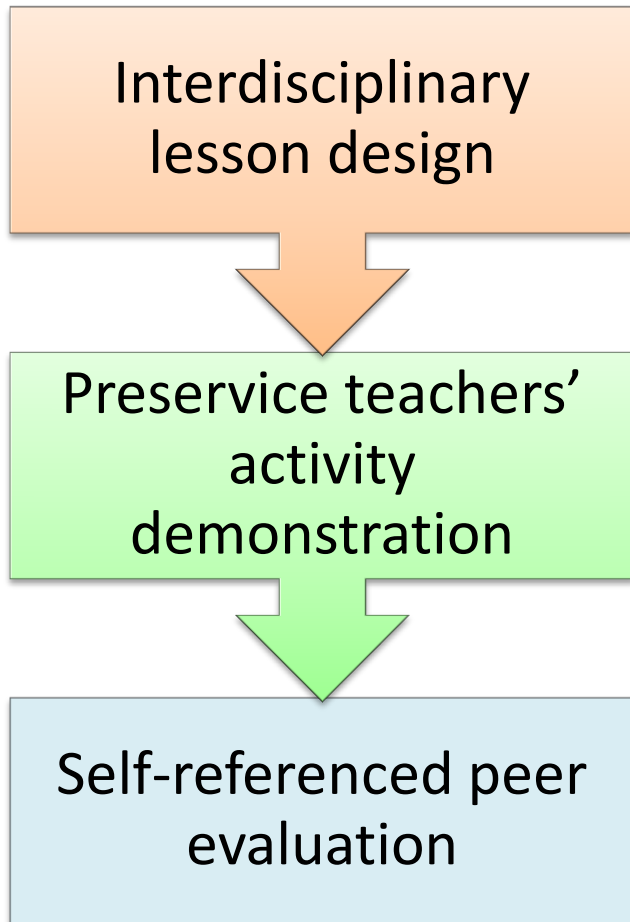 Interdisciplinary
lesson design
Preservice teachers’
activity
demonstration
Self-referenced peer
evaluation